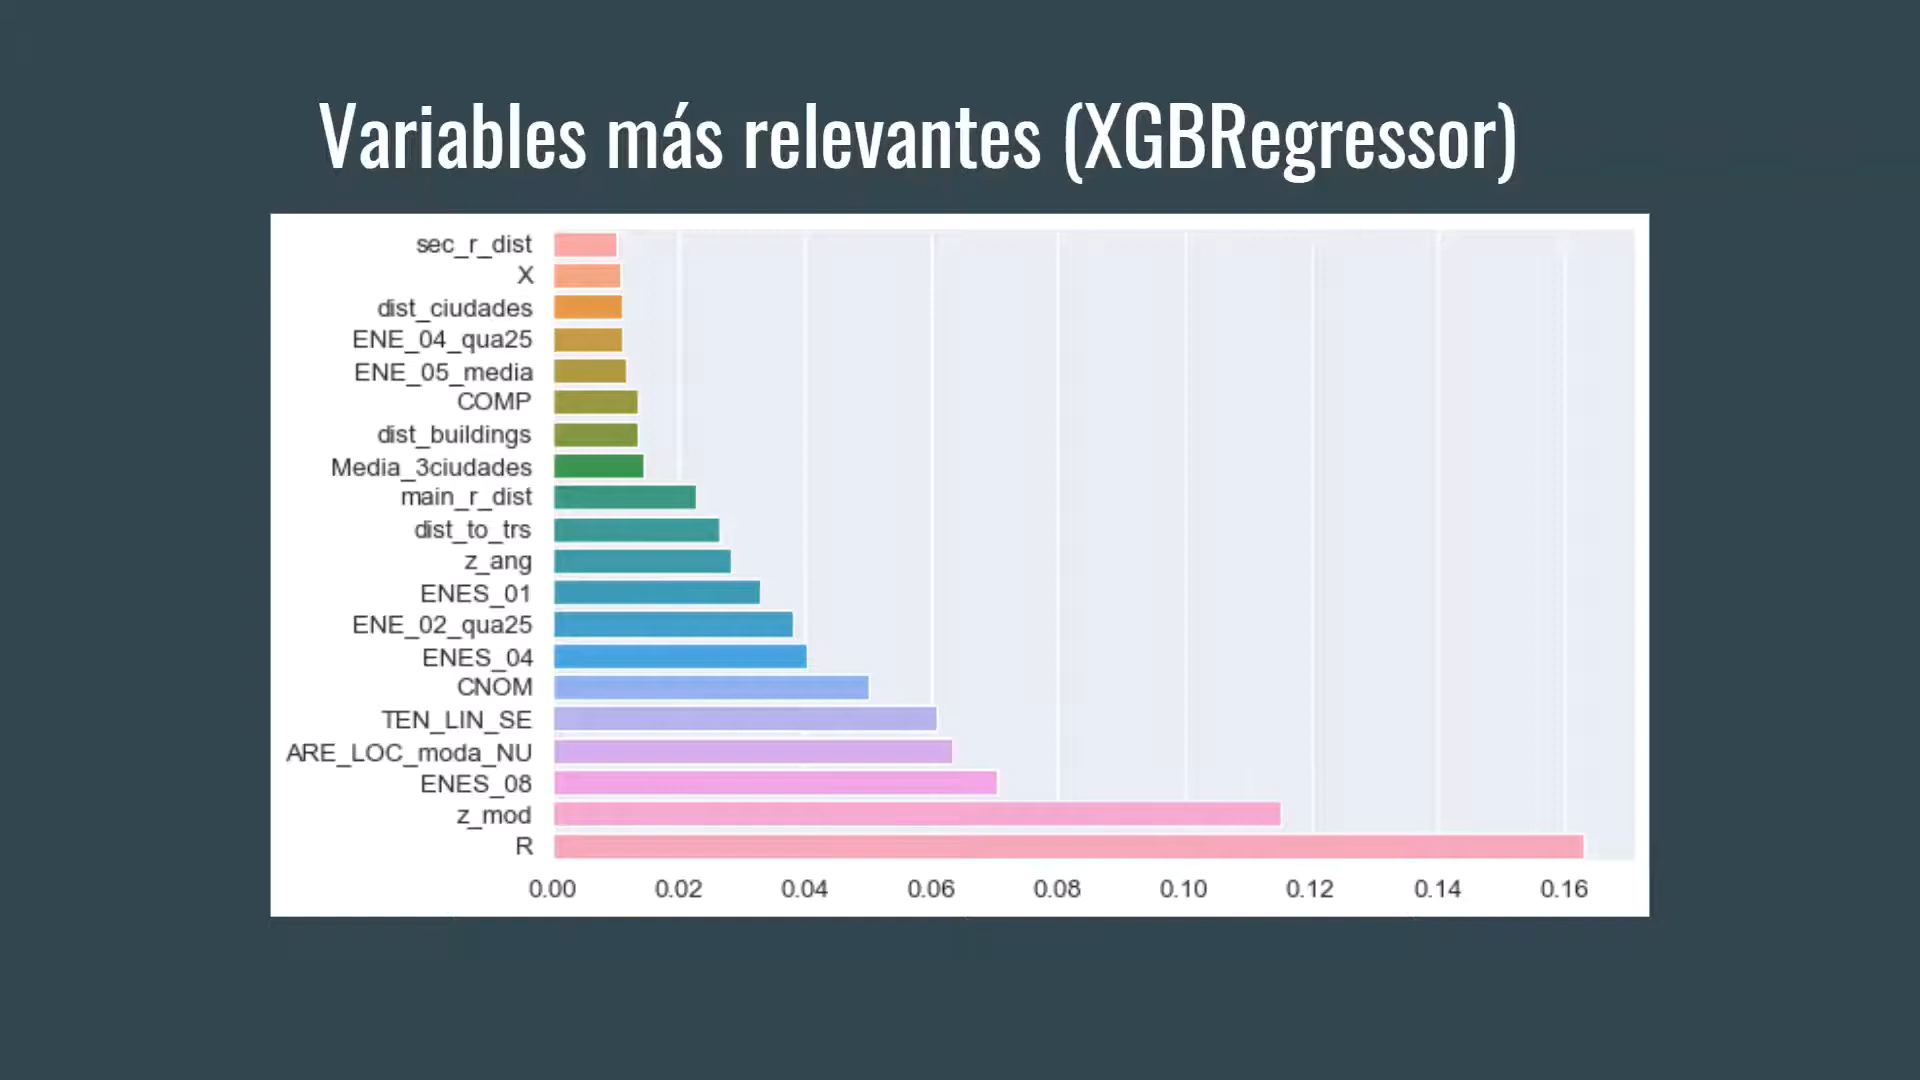 Variables más relevantes (XGBRegressor)
sec_r_dist
X
dist_ciudades
ENE_04_qua25
ENE_05_media
COMP
dist_buildings
Media_3ciudades
main_r_dist
dist_to_trs
z_ang
ENES_01
ENE_02_qua25
ENES_04
CNOM
TEN_LIN_SE
ARE_LOC_moda_NU
ENES_08
z_mod
R
0.00 0.02 0.04 0.06 0.08 0.10 0.12 0.14 0.16